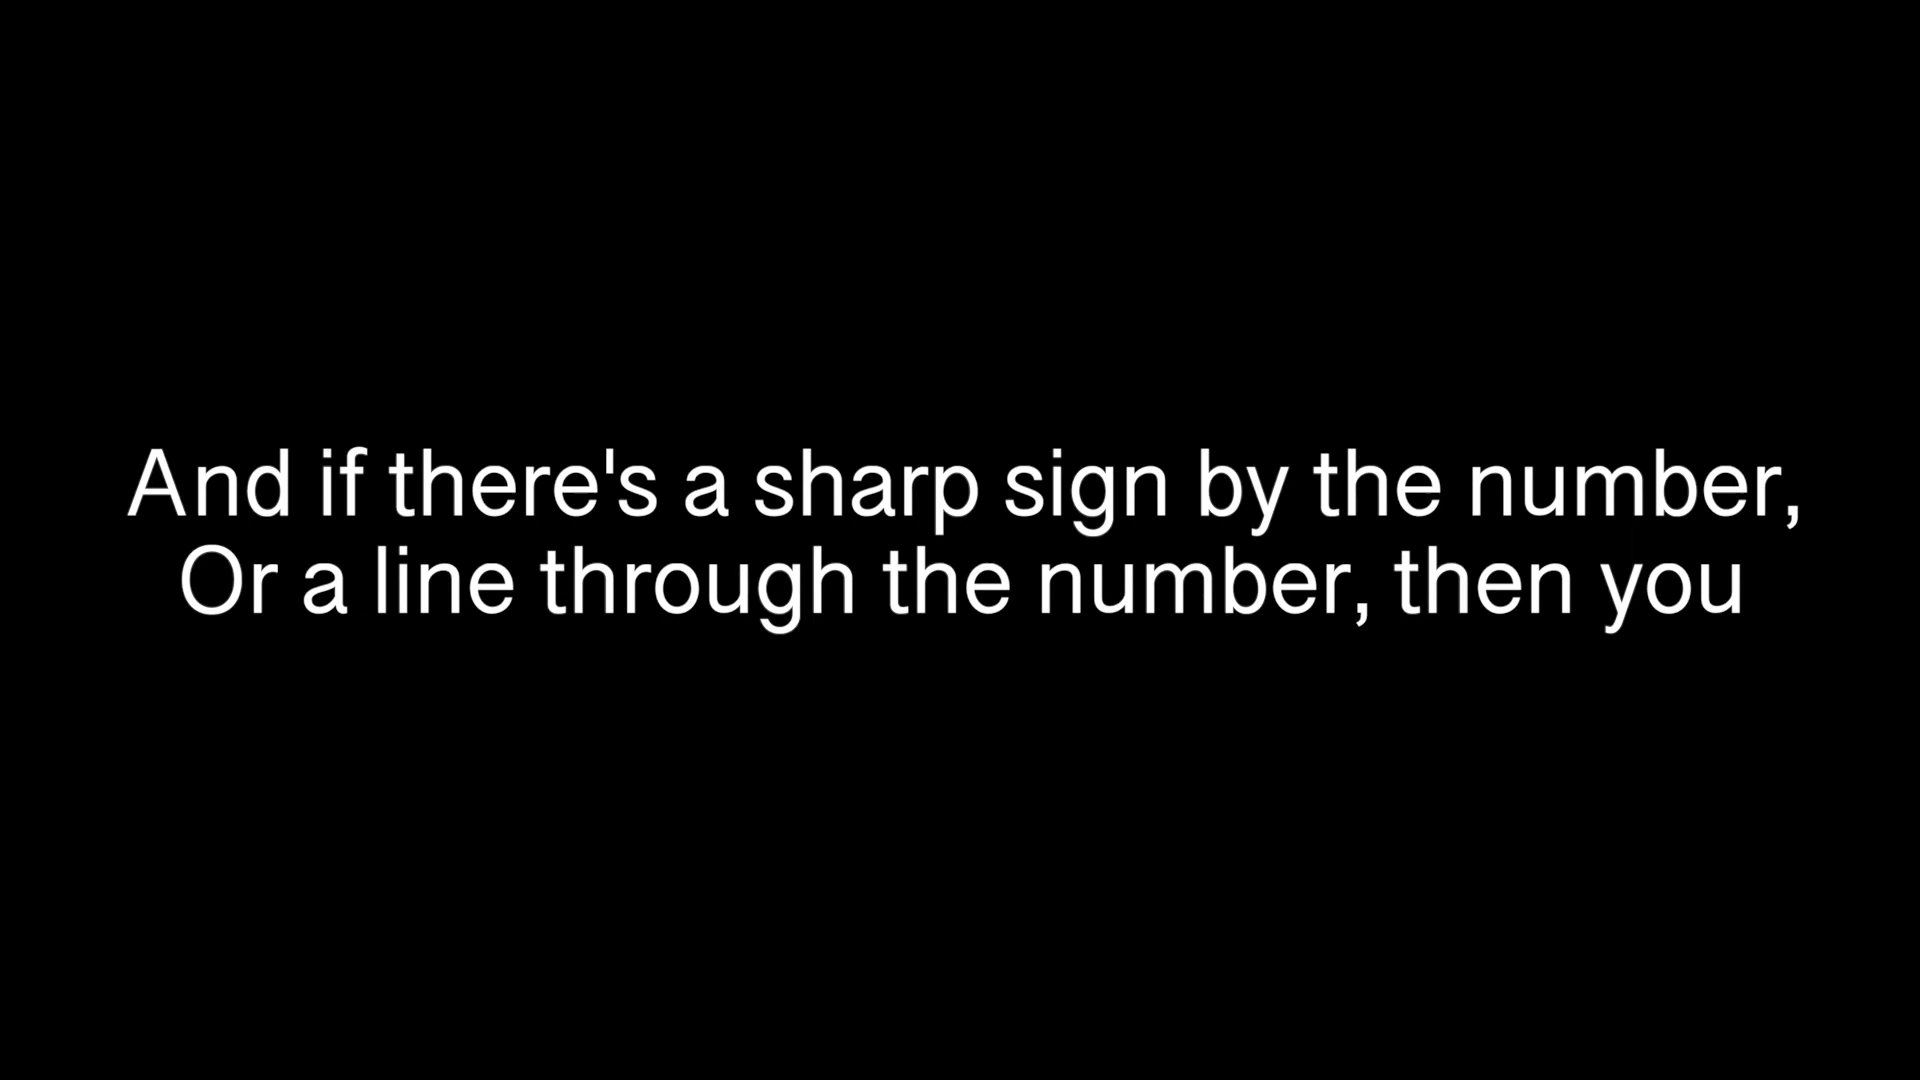 And if there's a sharp sign by the number,
Or a line through the number, then you